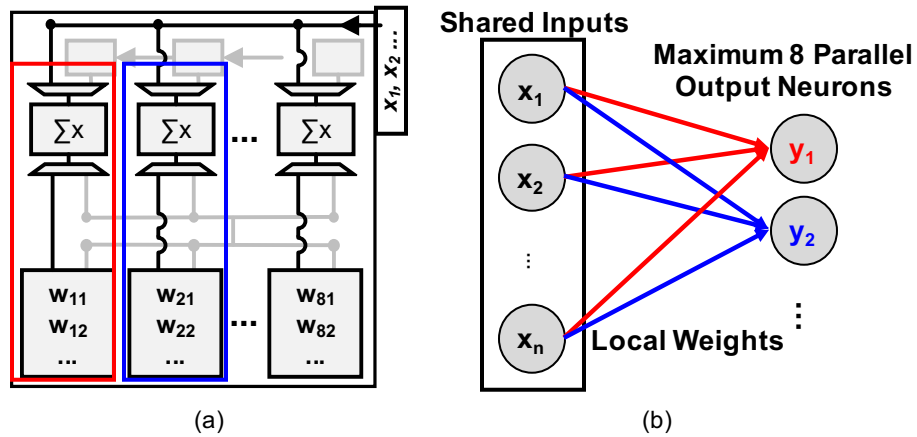 x₁, x₂ ...
∑x
∑x
...
∑x
w₁₁
w₁₂
...
w₂₁
w₂₂
...
...
w₈₁
w₈₂
...
(a)
Shared Inputs
x₁
x₂
...
xₙ
Maximum 8 Parallel
Output Neurons
y₁
y₂
...
Local Weights
(b)